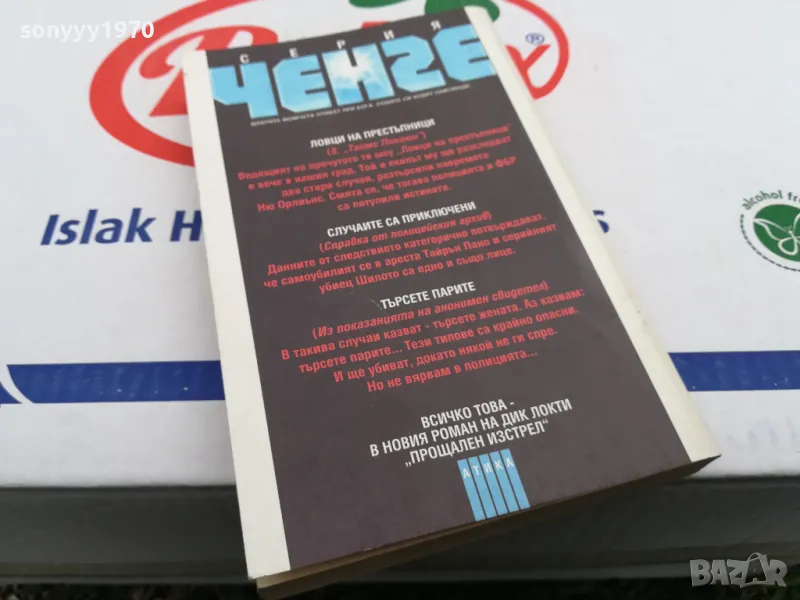 sonyyy1970
СЕРИЯ
ЧЕНГЕ
ЛОВЦИ НА ПРЕСТЪПНИЦИ
(В. „Таймс Пикаюн")
Водещият на прочутото тв шоу „Ловци на престъпници"
е вече в нашия град. Той и екипът му ще разследват
два стари случая, разтърсили навремето
Ню Орлиънс. Смята се, че тогава полицията и ФБР
са потулили истината.
СЛУЧАИТЕ СА ПРИКЛЮЧЕНИ
(Справка от полицейския архив)
Данните от следствието категорично потвърждават,
че самоубилият се в ареста Тайрън Пано и серийният
убиец Шилото са едно и също лице.
ТЪРСЕТЕ ПАРИТЕ
(Из показанията на анонимен свидетел)
В такива случаи казват - търсете жената. Аз казвам:
търсете парите... Тези типове са крайно опасни.
И ще убиват, докато някой не ги спре.
Но не вярвам в полицията...
ВСИЧКО ТОВА -
В НОВИЯ РОМАН НА ДИК ЛОКТИ
„ПРОЩАЛЕН ИЗСТРЕЛ"
АТИКА
Islak H
s
alcohol fr
BAZAR